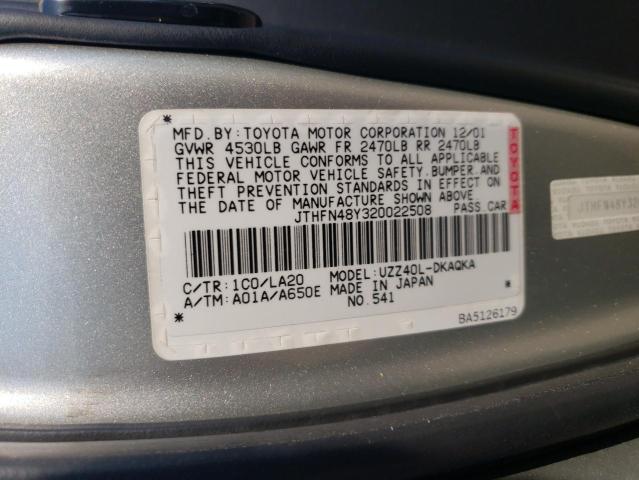 MFD. BY: TOYOTA MOTOR CORPORATION 12/01
GVWR 4530LB GAWR FR 2470LB RR 2470LB
THIS VEHICLE CONFORMS TO ALL APPLICABLE
FEDERAL MOTOR VEHICLE SAFETY, BUMPER, AND
THEFT PREVENTION STANDARDS IN EFFECT ON
THE DATE OF MANUFACTURE SHOWN ABOVE.
JTHFN48Y320022508 PASS. CAR
TOYOTA
C/TR: 1C0/LA20 MODEL: UZZ40L-DKAQKA
A/TM: A01A/A650E MADE IN JAPAN
NO. 541
BA5126179
JTHFN48Y320